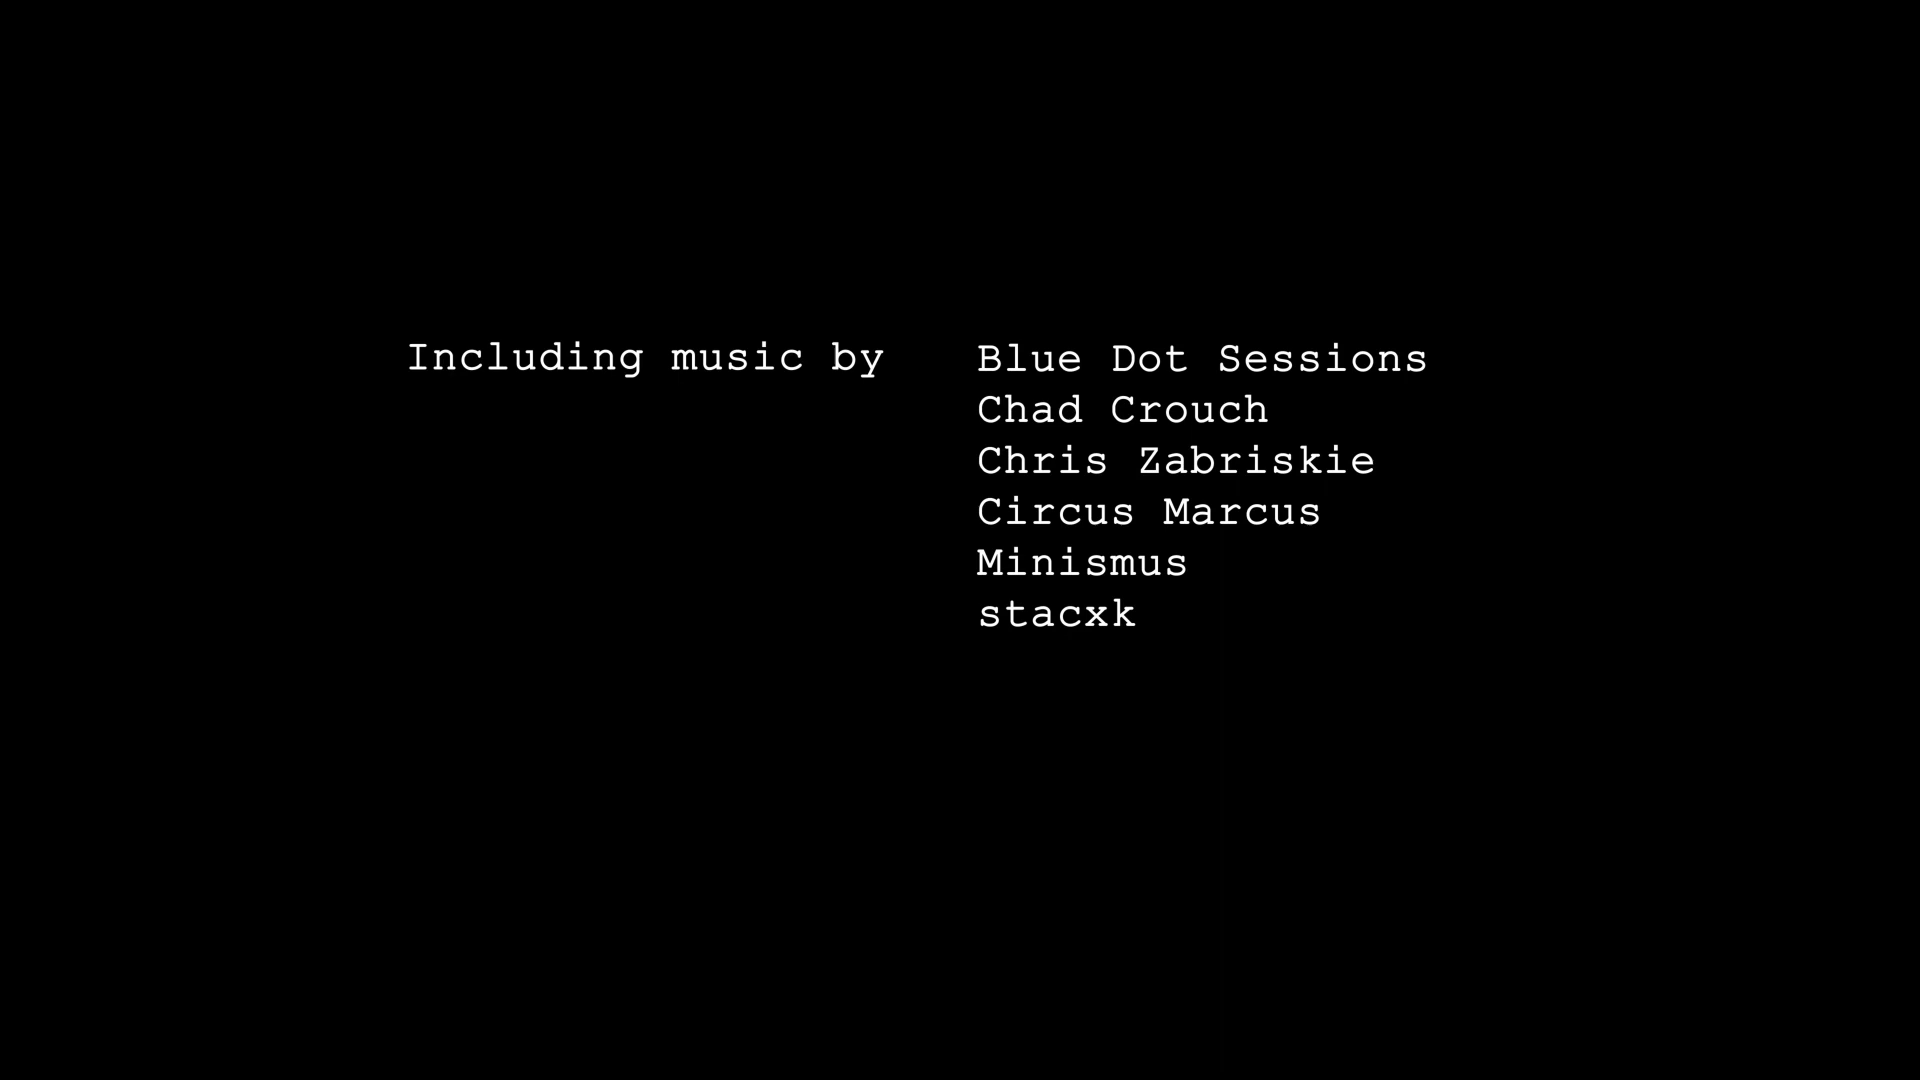 Including music by Blue Dot Sessions
Chad Crouch
Chris Zabriskie
Circus Marcus
Minismus
stacxk